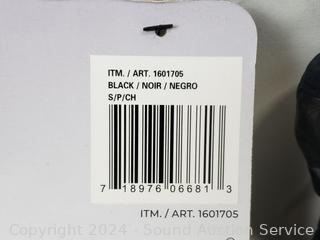 ITM. / ART. 1601705
BLACK / NOIR / NEGRO
S/P/CH
7 18976 06681 3
ITM. / ART. 1601705
Copyright 2024 Sound Auction Service